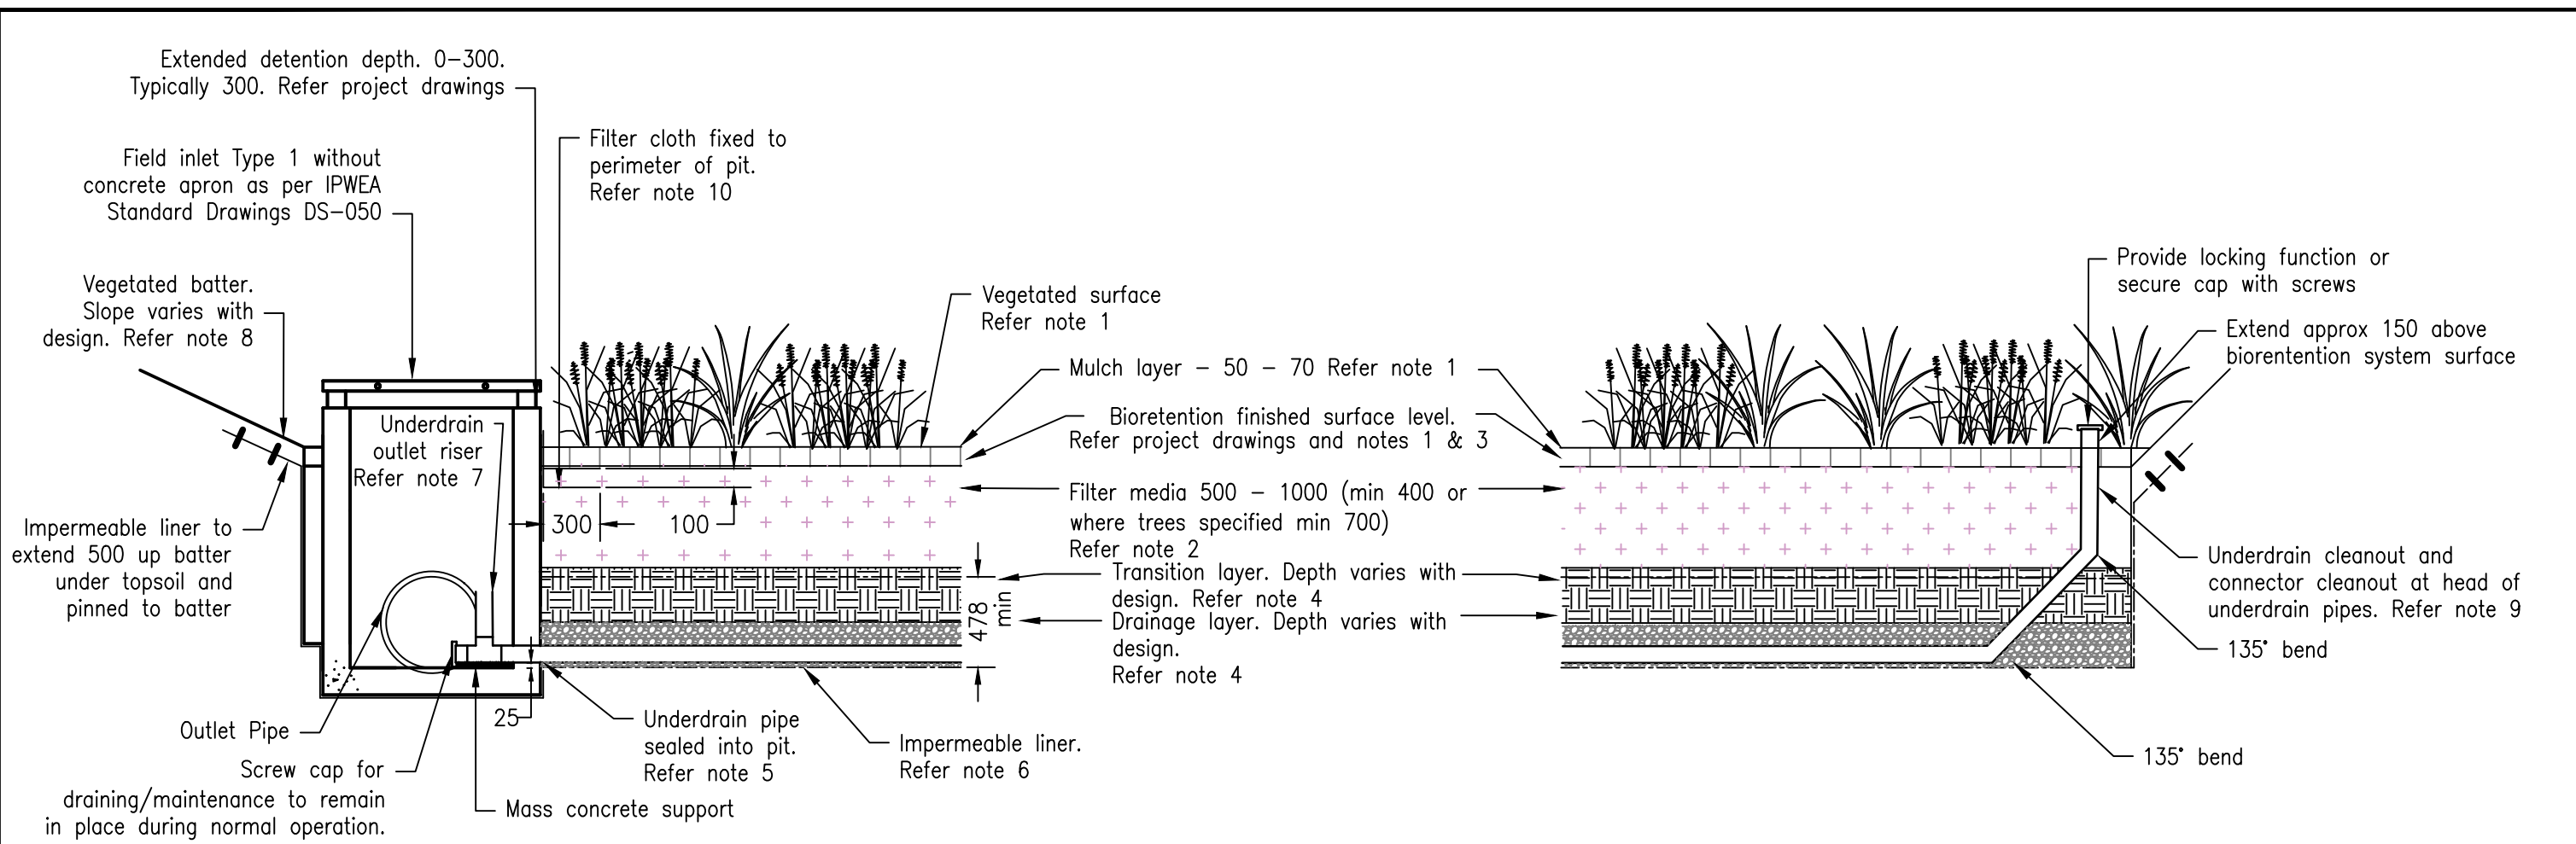 Extended detention depth. 0-300.
Typically 300. Refer project drawings
Field inlet Type 1 without
concrete apron as per IPWEA
Standard Drawings DS-050
Vegetated batter.
Slope varies with
design. Refer note 8
Impermeable liner to
extend 500 up batter
under topsoil and
pinned to batter
Outlet Pipe
Screw cap for
draining/maintenance to remain
in place during normal operation.
Underdrain
outlet riser
Refer note 7
Filter cloth fixed to
perimeter of pit.
Refer note 10
300
100
25
Mass concrete support
Underdrain pipe
sealed into pit.
Refer note 5
Impermeable liner.
Refer note 6
478
min
Vegetated surface
Refer note 1
Mulch layer - 50 - 70 Refer note 1
Bioretention finished surface level.
Refer project drawings and notes 1 & 3
Filter media 500 - 1000 (min 400 or
where trees specified min 700)
Refer note 2
Transition layer. Depth varies with
design. Refer note 4
Drainage layer. Depth varies with
design.
Refer note 4
Provide locking function or
secure cap with screws
Extend approx 150 above
biorentention system surface
Underdrain cleanout and
connector cleanout at head of
underdrain pipes. Refer note 9
135° bend
135° bend